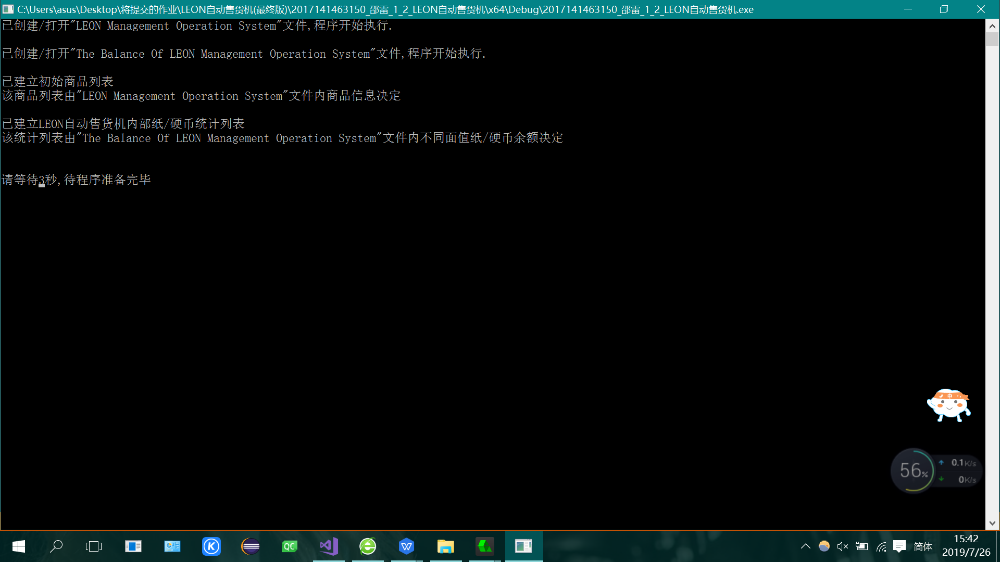 C:\Users\asus\Desktop\将提交的作业\LEON自动售货机(最终版)\2017141463150_邵雷_1_2_LEON自动售货机\x64\Debug\2017141463150_邵雷_1_2_LEON自动售货机.exe
已创建/打开"LEON Management Operation System"文件,程序开始执行.
已创建/打开"The Balance Of LEON Management Operation System"文件,程序开始执行.
已建立初始商品列表
该商品列表由"LEON Management Operation System"文件内商品信息决定
已建立LEON自动售货机内部纸/硬币统计列表
该统计列表由"The Balance Of LEON Management Operation System"文件内不同面值纸/硬币余额决定
请等待3秒,待程序准备完毕
中
56%
0.1K/s
0K/s
K
QC
W
简体
15:42
2019/7/26